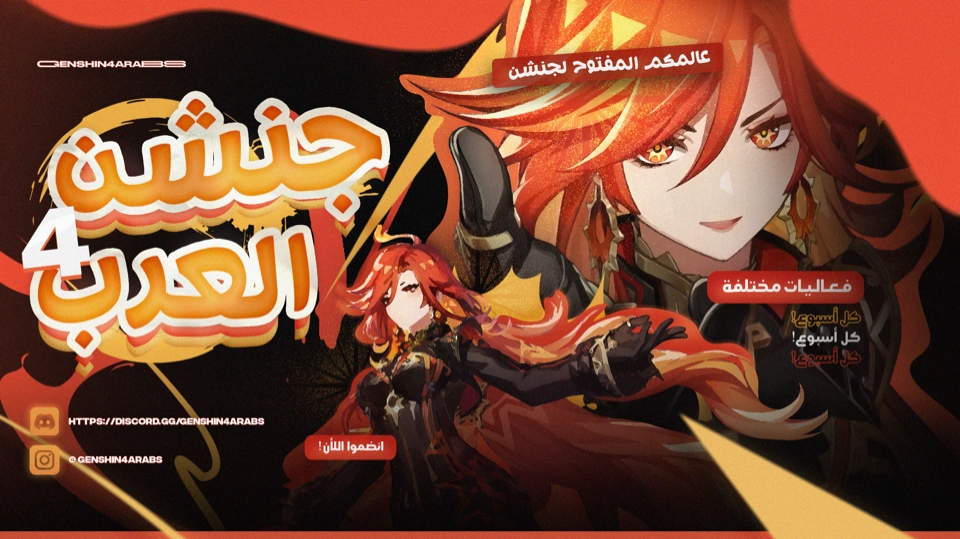 GENSHIN4ARABS
عالمكم المفتوح لجنشن
جنشن
4
العرب
فعاليات مختلفة
كل أسبوع!
كل أسبوع!
كل أسبوع!
HTTPS://DISCORD.GG/GENSHIN4ARABS
@GENSHIN4ARABS
انضموا اللأن!